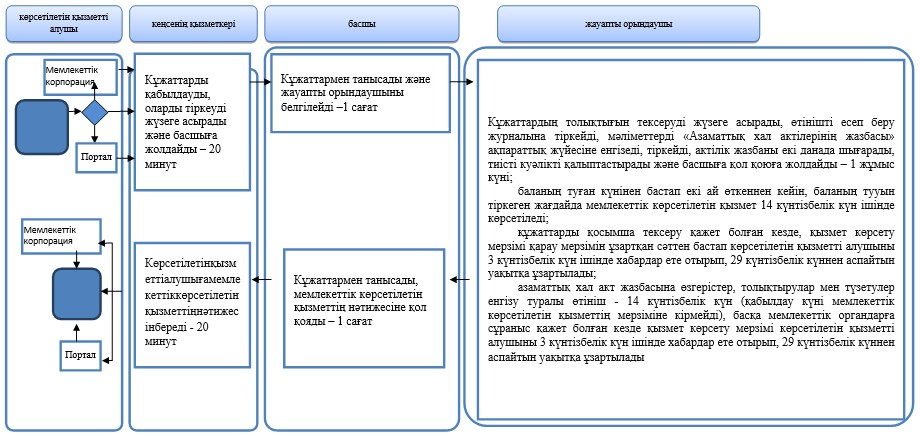 көрсетілетін қызметті
алушы
кеңсенің қызметкері
басшы
жауапты орындаушы
Мемлекеттік
корпорация
Портал
Құжаттарды
қабылдауды,
оларды тіркеуді
жүзеге асырады
және басшыға
жолдайды – 20
минут
Құжаттармен танысады және
жауапты орындаушыны
белгілейді –1 сағат
Құжаттардың толықтығын тексеруді жүзеге асырады, өтінішті есеп беру
журналына тіркейді, мәліметтерді «Азаматтық хал актілерінің жазбасы»
ақпараттық жүйесіне енгізеді, тіркейді, актілік жазбаны екі данада шығарады,
тиісті куәлікті қалыптастырады және басшыға қол қоюға жолдайды – 1 жұмыс
күні;
баланың туған күнінен бастап екі ай өткеннен кейін, баланың тууын
тіркеген жағдайда мемлекеттік көрсетілетін қызмет 14 күнтізбелік күн ішінде
көрсетіледі;
құжаттарды қосымша тексеру қажет болған кезде, қызмет көрсету
мерзімі қарау мерзімін ұзартқан сәттен бастап көрсетілетін қызметті алушыны
3 күнтізбелік күн ішінде хабардар ете отырып, 29 күнтізбелік күннен аспайтын
уақытқа ұзартылады;
азаматтық хал акт жазбасына өзгерістер, толықтырулар мен түзетулер
енгізу туралы өтініш - 14 күнтізбелік күн (қабылдау күні мемлекеттік
көрсетілетін қызметтің мерзіміне кірмейді), басқа мемлекеттік органдарға
сұраныс қажет болған кезде қызмет көрсету мерзімі көрсетілетін қызметті
алушыны 3 күнтізбелік күн ішінде хабардар ете отырып, 29 күнтізбелік күннен
аспайтын уақытқа ұзартылады
Мемлекеттік
корпорация
Портал
Көрсетілетінқызм
еттіалушығамемле
кеттіккөрсетілетін
қызметтіңнәтижес
інбереді - 20
минут
Құжаттармен танысады,
мемлекеттік көрсетілетін
қызметтің нәтижесіне қол
қояды – 1 сағат